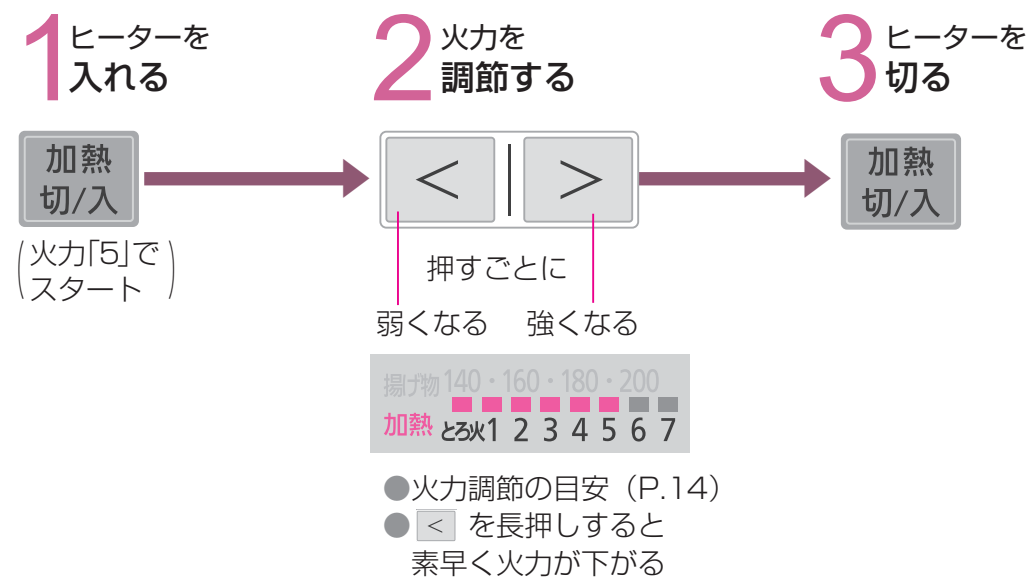 1 ヒーターを
入れる
加熱
切/入
(火力「5」で
スタート)
2 火力を
調節する
< | >
押すごとに
弱くなる 強くなる
揚げ物 140・160・180・200
加熱 とろ火 1 2 3 4 5 6 7
●火力調節の目安（P.14）
● < を長押しすると
素早く火力が下がる
3 ヒーターを
切る
加熱
切/入